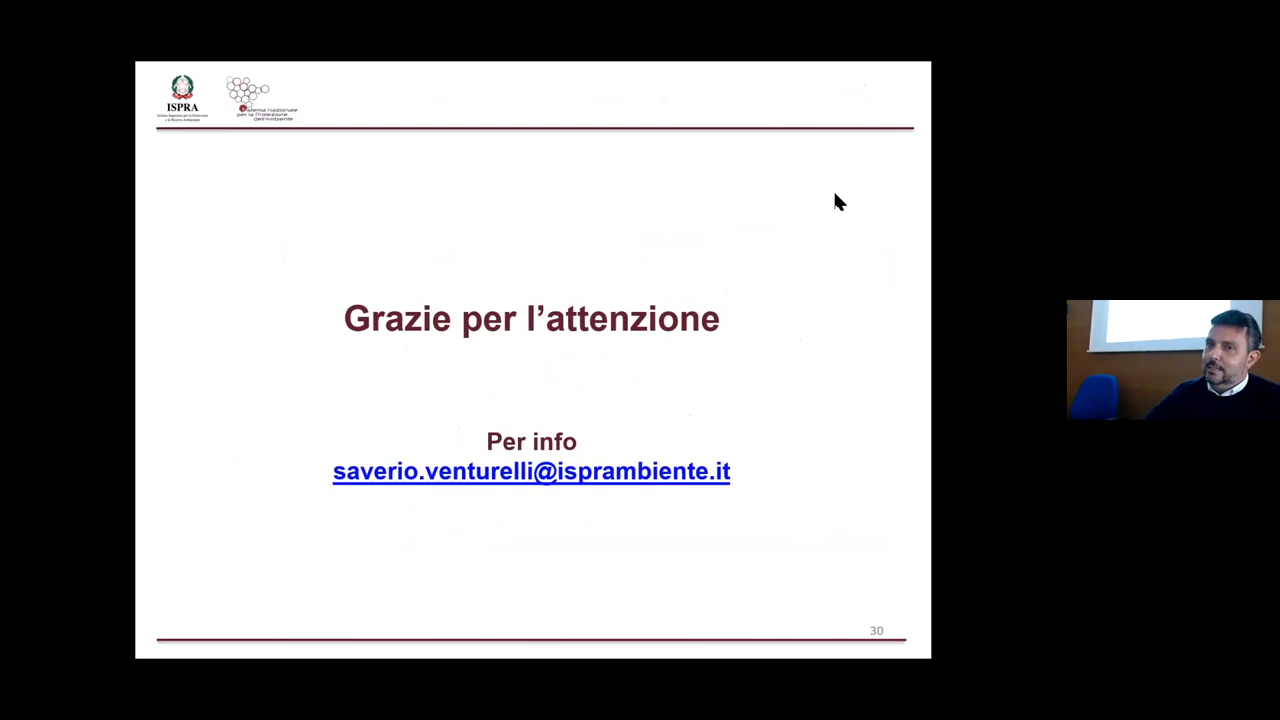 ISPRA
Istituto Superiore per la Protezione
e la Ricerca Ambientale
Sistema Nazionale
per la Protezione
dell'Ambiente
Grazie per l'attenzione
Per info
saverio.venturelli@isprambiente.it
30